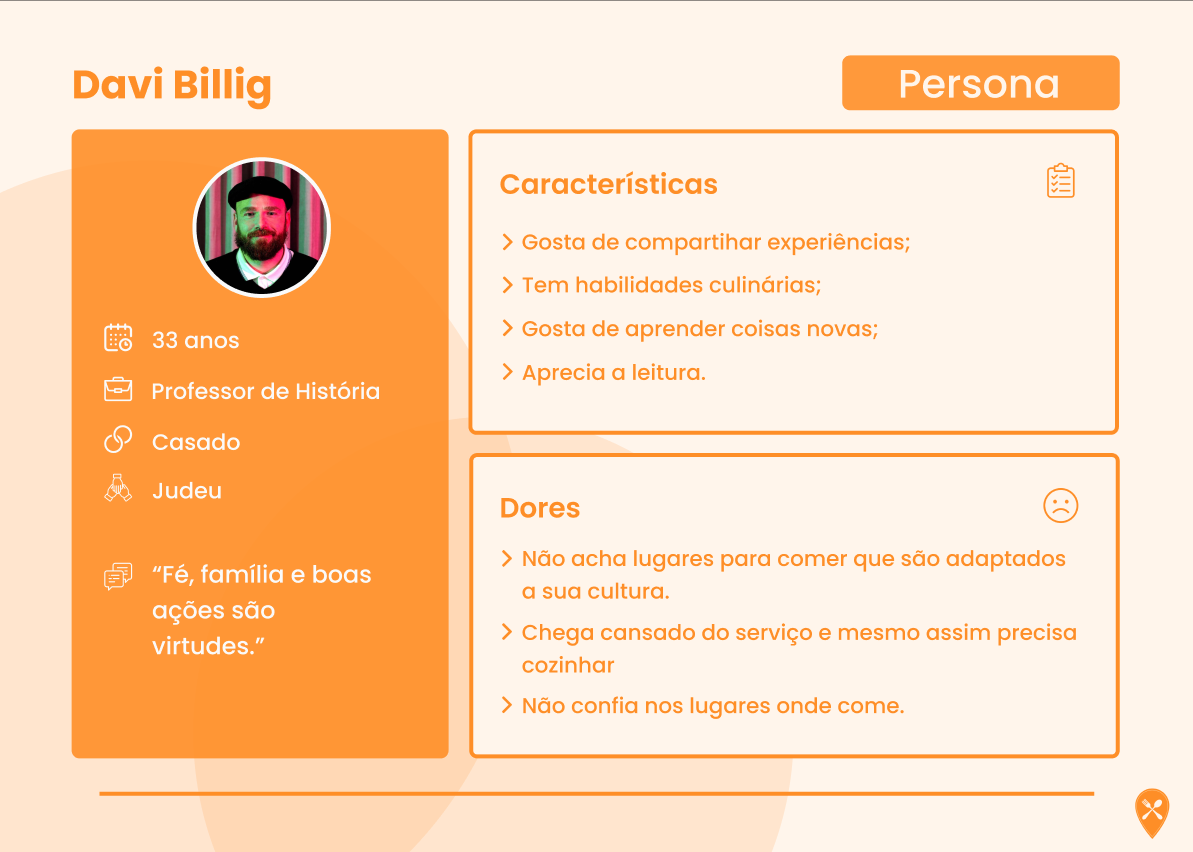 Davi Billig
Persona
33 anos
Professor de História
Casado
Judeu
“Fé, família e boas
ações são
virtudes.”
Características
Gosta de compartihar experiências;
Tem habilidades culinárias;
Gosta de aprender coisas novas;
Aprecia a leitura.
Dores
Não acha lugares para comer que são adaptados
a sua cultura.
Chega cansado do serviço e mesmo assim precisa
cozinhar
Não confia nos lugares onde come.